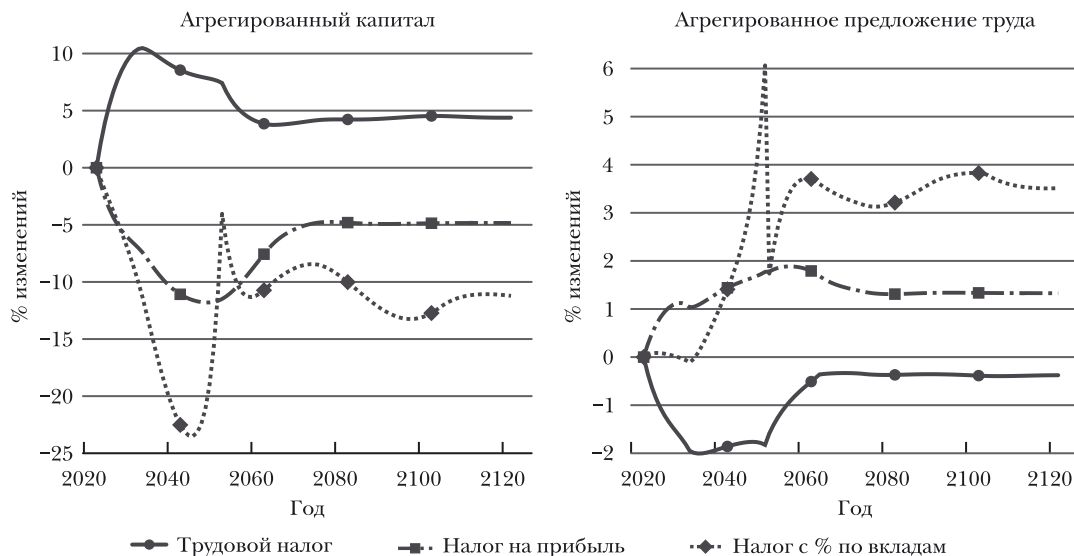 Агрегированный капитал
% изменений
10
5
0
−5
−10
−15
−20
−25
2020 2040 2060 2080 2100 2120
Год
Агрегированное предложение труда
% изменений
6
5
4
3
2
1
0
−1
−2
2020 2040 2060 2080 2100 2120
Год
Трудовой налог Налог на прибыль Налог с % по вкладам